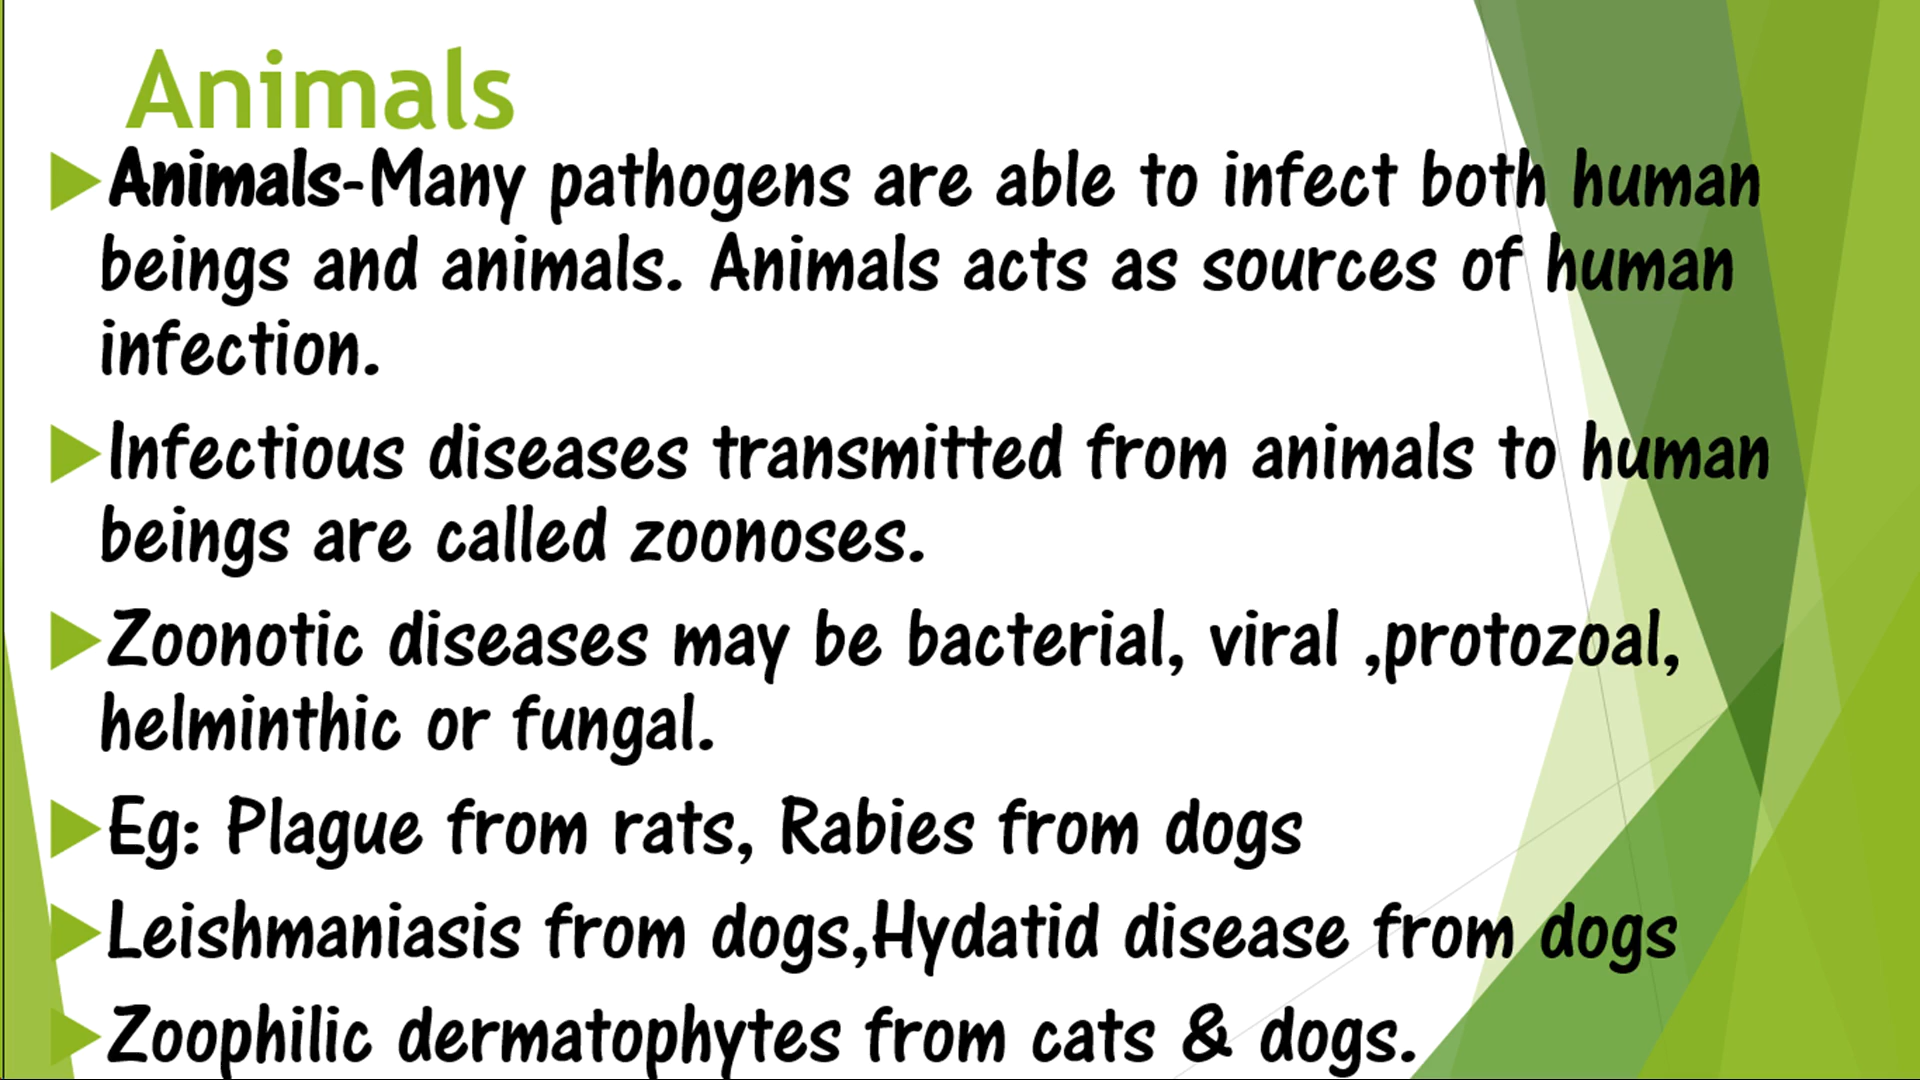 Animals
Animals-Many pathogens are able to infect both human
beings and animals. Animals acts as sources of human
infection.
Infectious diseases transmitted from animals to human
beings are called zoonoses.
Zoonotic diseases may be bacterial, viral ,protozoal,
helminthic or fungal.
Eg: Plague from rats, Rabies from dogs
Leishmaniasis from dogs,Hydatid disease from dogs
Zoophilic dermatophytes from cats & dogs.